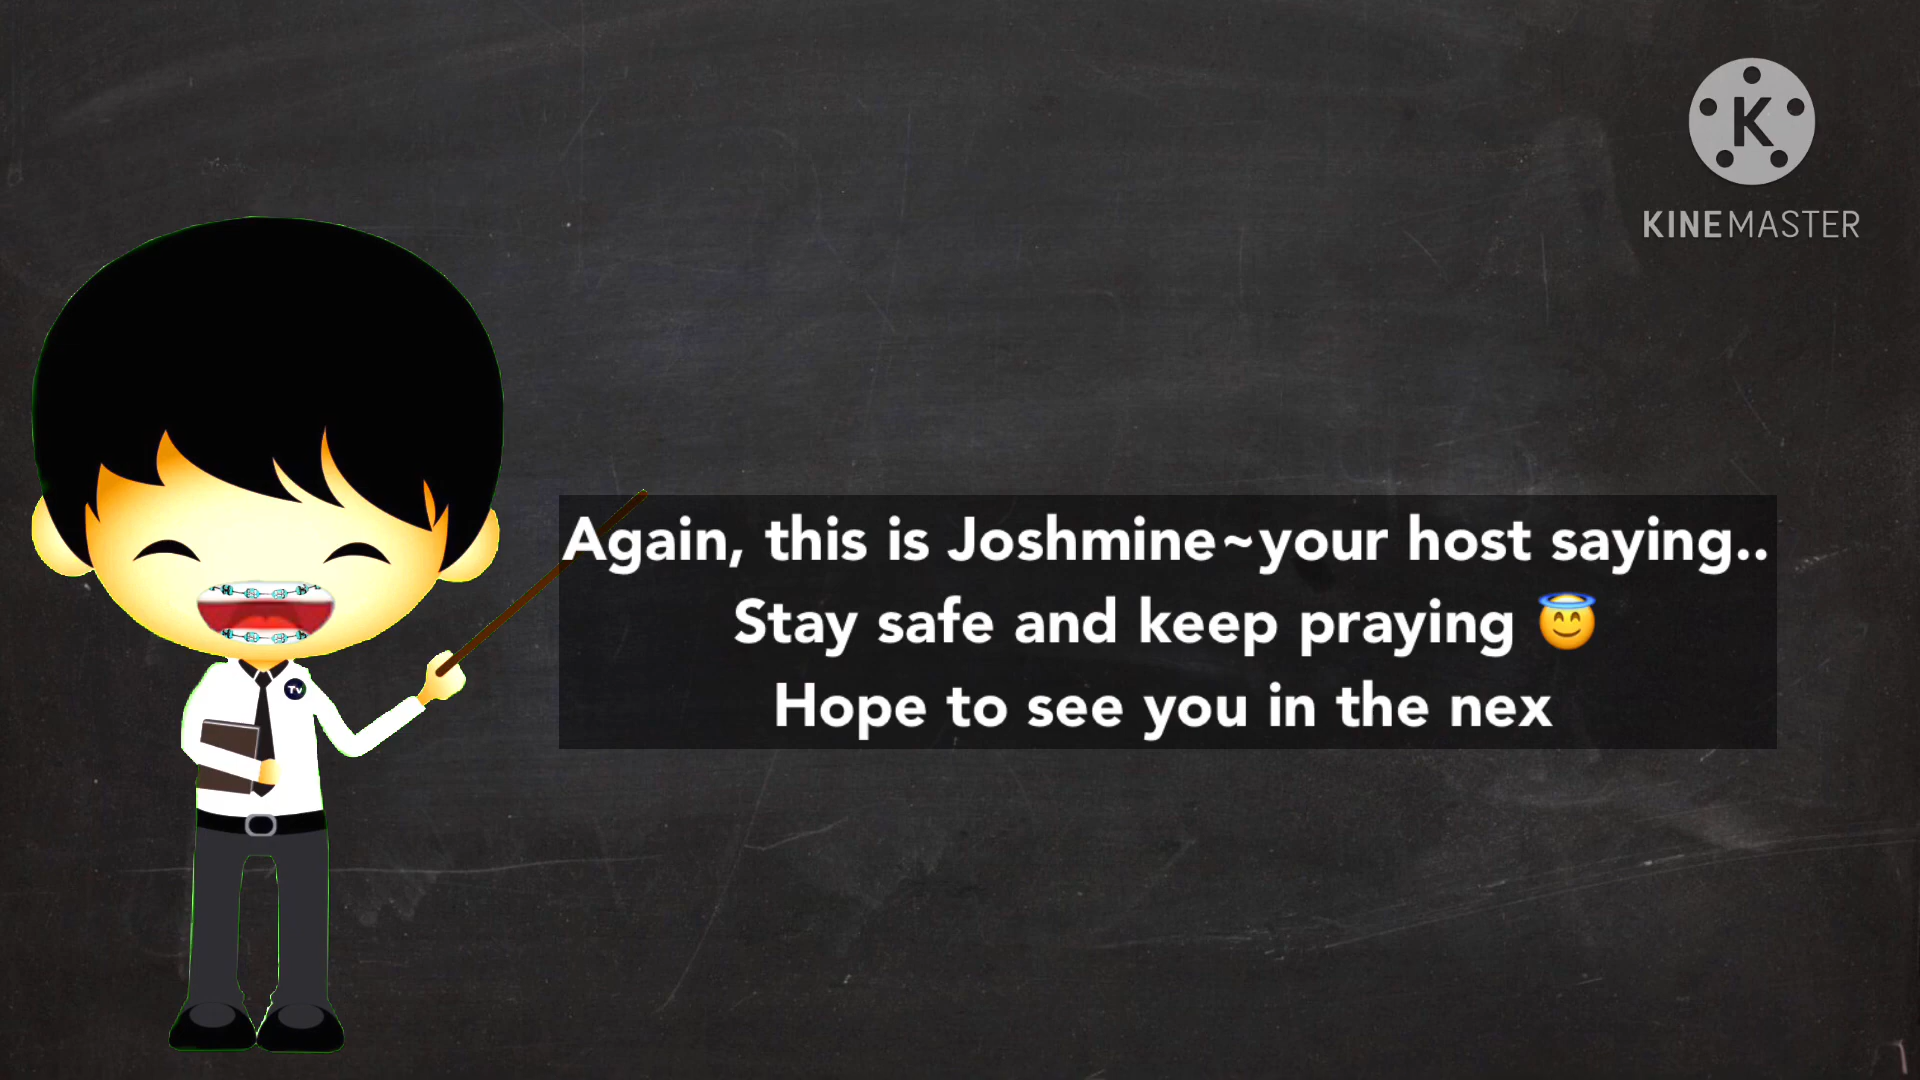 K
KINEMASTER
Again, this is Joshmine~your host saying..
Stay safe and keep praying 😇
Hope to see you in the nex
Tv